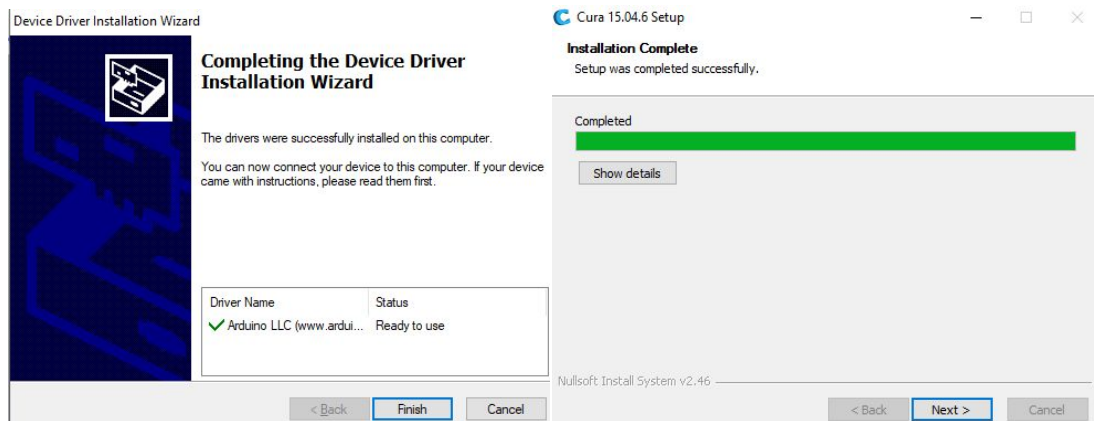 Device Driver Installation Wizard
Completing the Device Driver
Installation Wizard
The drivers were successfully installed on this computer.
You can now connect your device to this computer. If your device
came with instructions, please read them first.
Driver Name Status
Arduino LLC (www.ardui... Ready to use
< Back Finish Cancel
Cura 15.04.6 Setup
Installation Complete
Setup was completed successfully.
Completed
Show details
Nullsoft Install System v2.46
< Back Next > Cancel